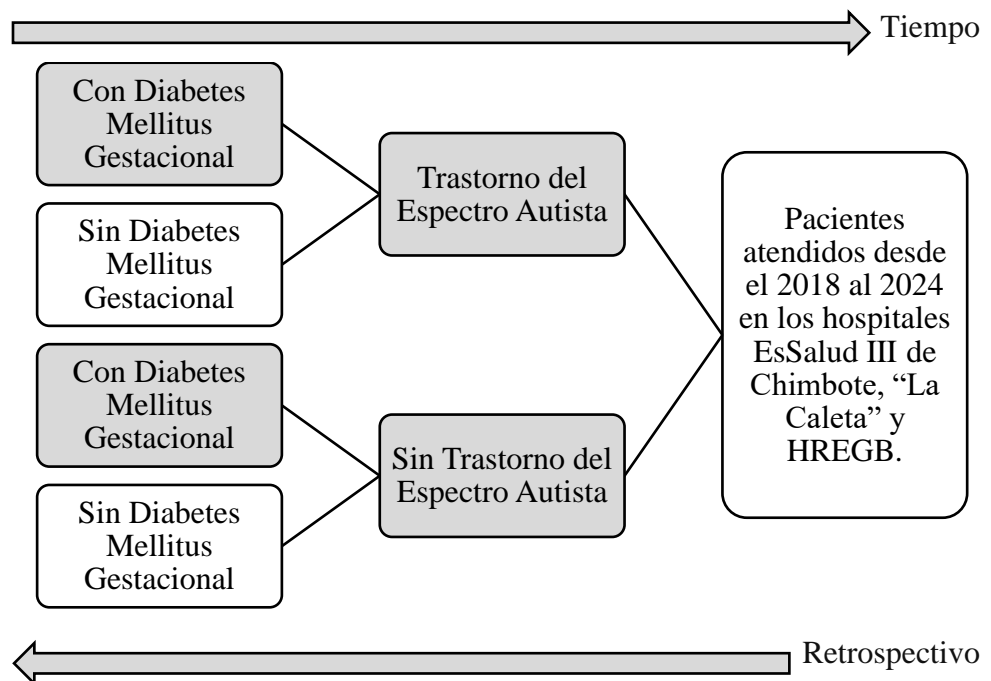 Tiempo
Con Diabetes
Mellitus
Gestacional
Sin Diabetes
Mellitus
Gestacional
Trastorno del
Espectro Autista
Con Diabetes
Mellitus
Gestacional
Sin Diabetes
Mellitus
Gestacional
Sin Trastorno del
Espectro Autista
Pacientes
atendidos desde
el 2018 al 2024
en los hospitales
EsSalud III de
Chimbote, “La
Caleta” y
HREGB.
Retrospectivo